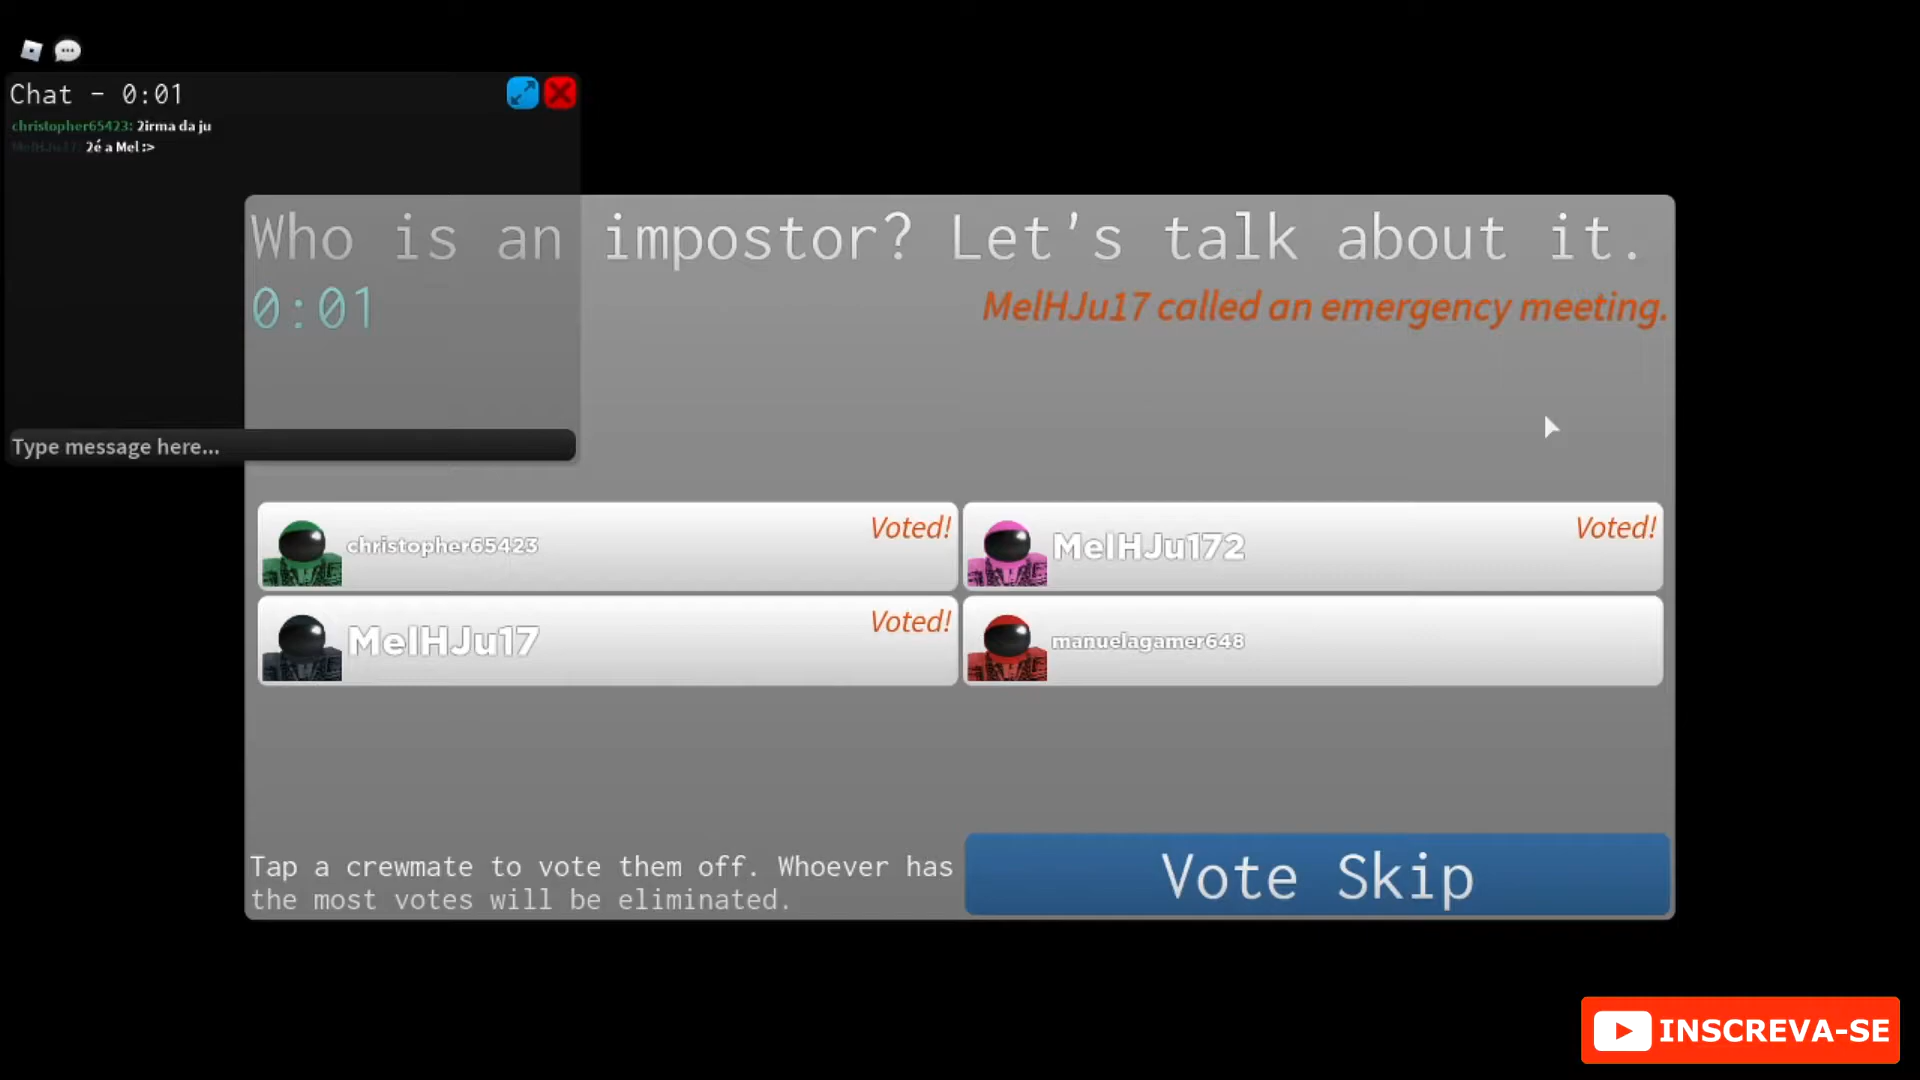 Chat - 0:01
christopher65423: 2irma da ju
MelHJu17: 2é a Mel :>
Type message here...
Who is an impostor? Let's talk about it.
0:01
MelHJu17 called an emergency meeting.
christopher65423
Voted!
MelHJu172
Voted!
MelHJu17
Voted!
manuelagamer648
Tap a crewmate to vote them off. Whoever has
the most votes will be eliminated.
Vote Skip
INSCREVA-SE